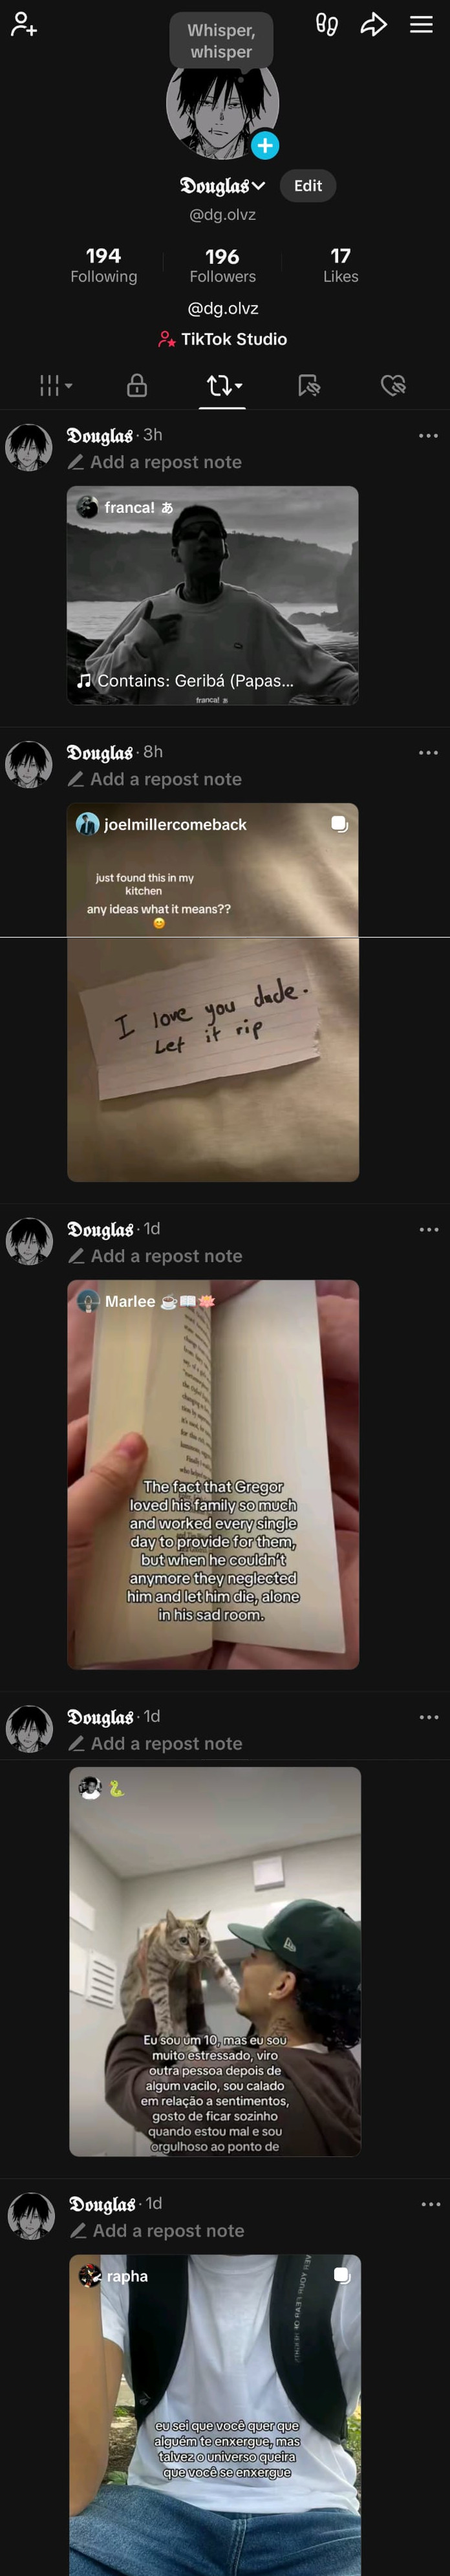 Whisper,
whisper
Douglas
Edit
@dg.olvz
194
Following
196
Followers
17
Likes
@dg.olvz
TikTok Studio
Douglas · 3h
Add a repost note
franca! あ
Contains: Geribá (Papas...
franca! あ
Douglas · 8h
Add a repost note
joelmillercomeback
just found this in my
kitchen
any ideas what it means??
😊
I love you dude.
Let it rip
Douglas · 1d
Add a repost note
Marlee ☕📖🪷
The fact that Gregor
loved his family so much
and worked every single
day to provide for them,
but when he couldn't
anymore they neglected
him and let him die, alone
in his sad room.
Douglas · 1d
Add a repost note
🐍
Eu sou um 10, mas eu sou
muito estressado, viro
outra pessoa depois de
algum vacilo, sou calado
em relação a sentimentos,
gosto de ficar sozinho
quando estou mal e sou
orgulhoso ao ponto de
Douglas · 1d
Add a repost note
rapha
eu sei que você quer que
alguém te enxergue, mas
talvez o universo queira
que você se enxergue